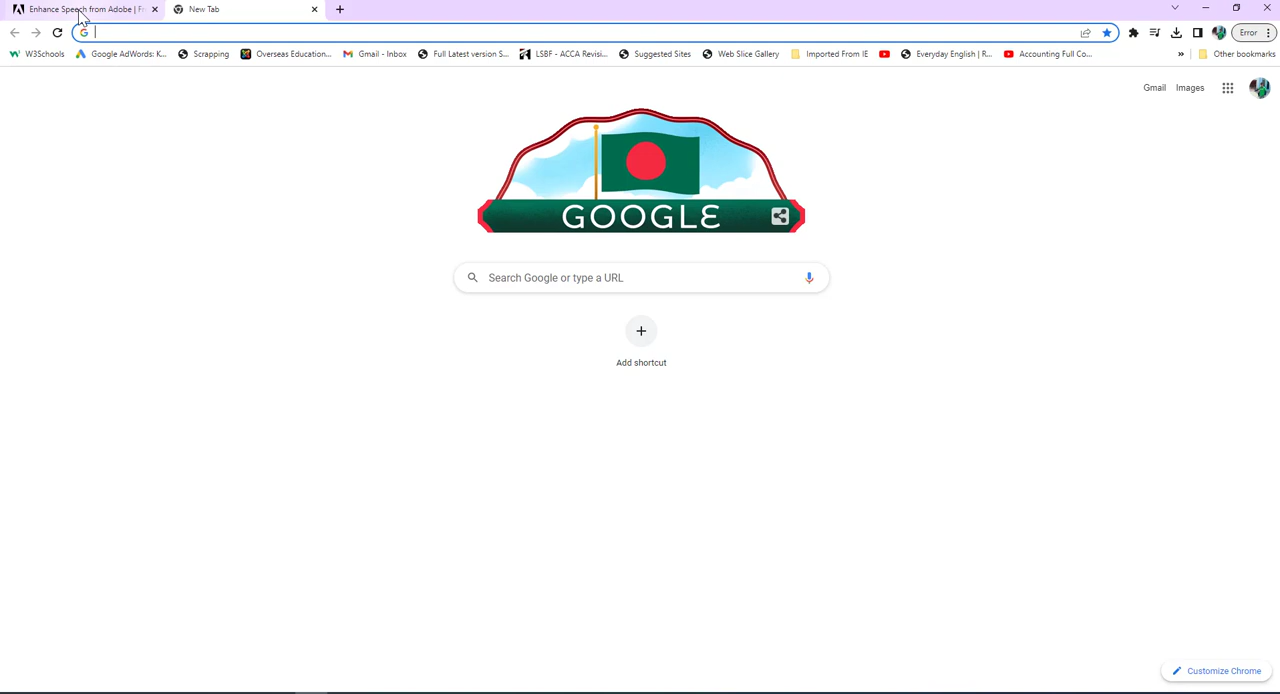 Enhance Speech from Adobe | Fr
New Tab
Error
W3Schools
Google AdWords: K...
Scrapping
Overseas Education...
Gmail - Inbox
Full Latest version S...
LSBF - ACCA Revisi...
Suggested Sites
Web Slice Gallery
Imported From IE
Everyday English | R...
Accounting Full Co...
»
Other bookmarks
Gmail
Images
GOOGLE
Search Google or type a URL
Add shortcut
Customize Chrome